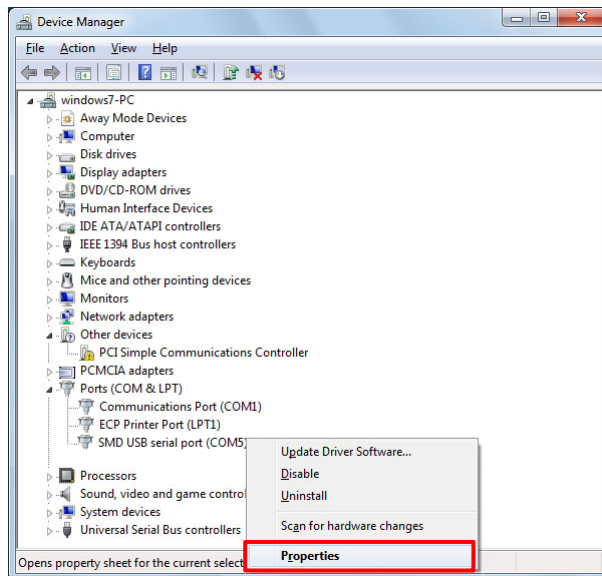 Device Manager
File Action View Help
windows7-PC
Away Mode Devices
Computer
Disk drives
Display adapters
DVD/CD-ROM drives
Human Interface Devices
IDE ATA/ATAPI controllers
IEEE 1394 Bus host controllers
Keyboards
Mice and other pointing devices
Monitors
Network adapters
Other devices
PCI Simple Communications Controller
PCMCIA adapters
Ports (COM & LPT)
Communications Port (COM1)
ECP Printer Port (LPT1)
SMD USB serial port (COM5)
Update Driver Software...
Disable
Processors
Uninstall
Sound, video and game control
System devices
Scan for hardware changes
Universal Serial Bus controllers
Properties
Opens property sheet for the current select